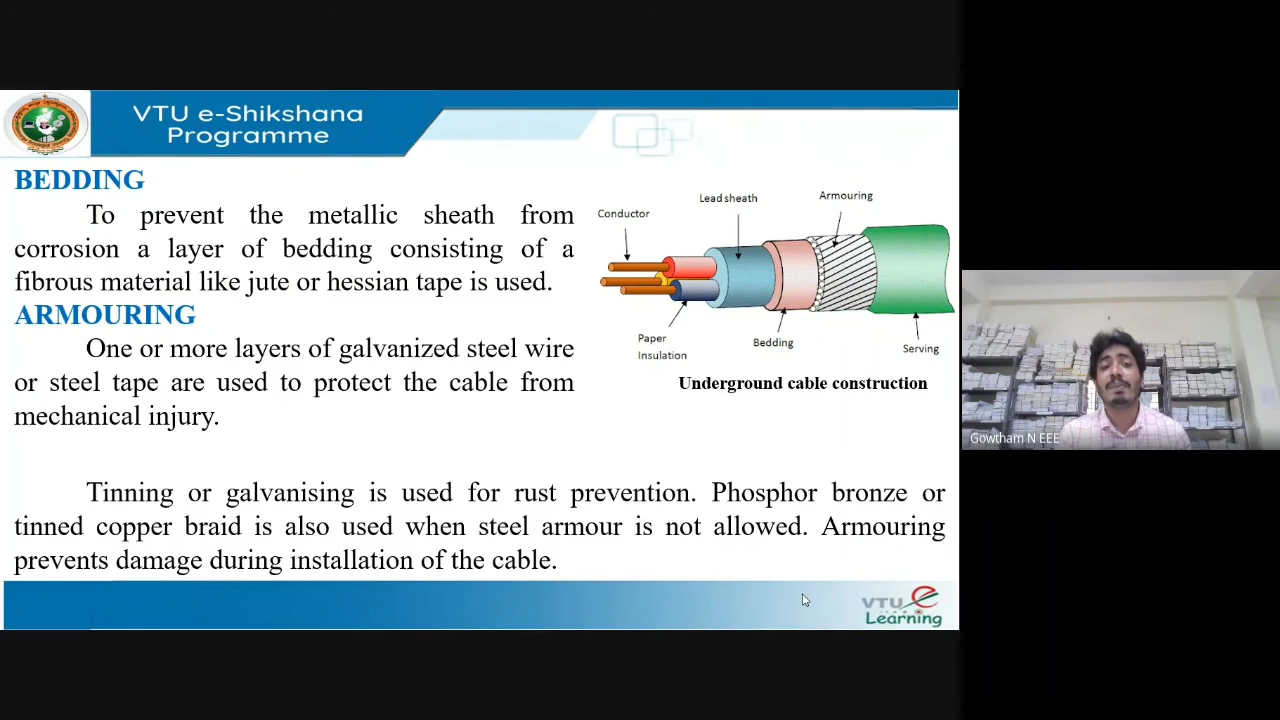 VTU e-Shikshana
Programme
BEDDING
To prevent the metallic sheath from
corrosion a layer of bedding consisting of a
fibrous material like jute or hessian tape is used.
ARMOURING
One or more layers of galvanized steel wire
or steel tape are used to protect the cable from
mechanical injury.
Conductor
Lead sheath
Armouring
Paper
Insulation
Bedding
Serving
Underground cable construction
Tinning or galvanising is used for rust prevention. Phosphor bronze or
tinned copper braid is also used when steel armour is not allowed. Armouring
prevents damage during installation of the cable.
VTU e
Learning
Gowtham N EEE